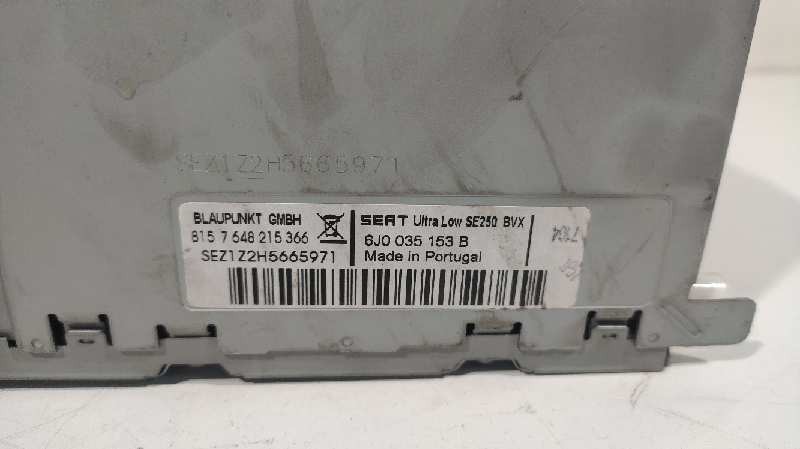 SEZ1Z2H5665971
BLAUPUNKT GMBH
815 7 648 215 366
SEZ1Z2H5665971
SEAT Ultra Low SE250 BVX
6J0 035 153 B
Made in Portugal